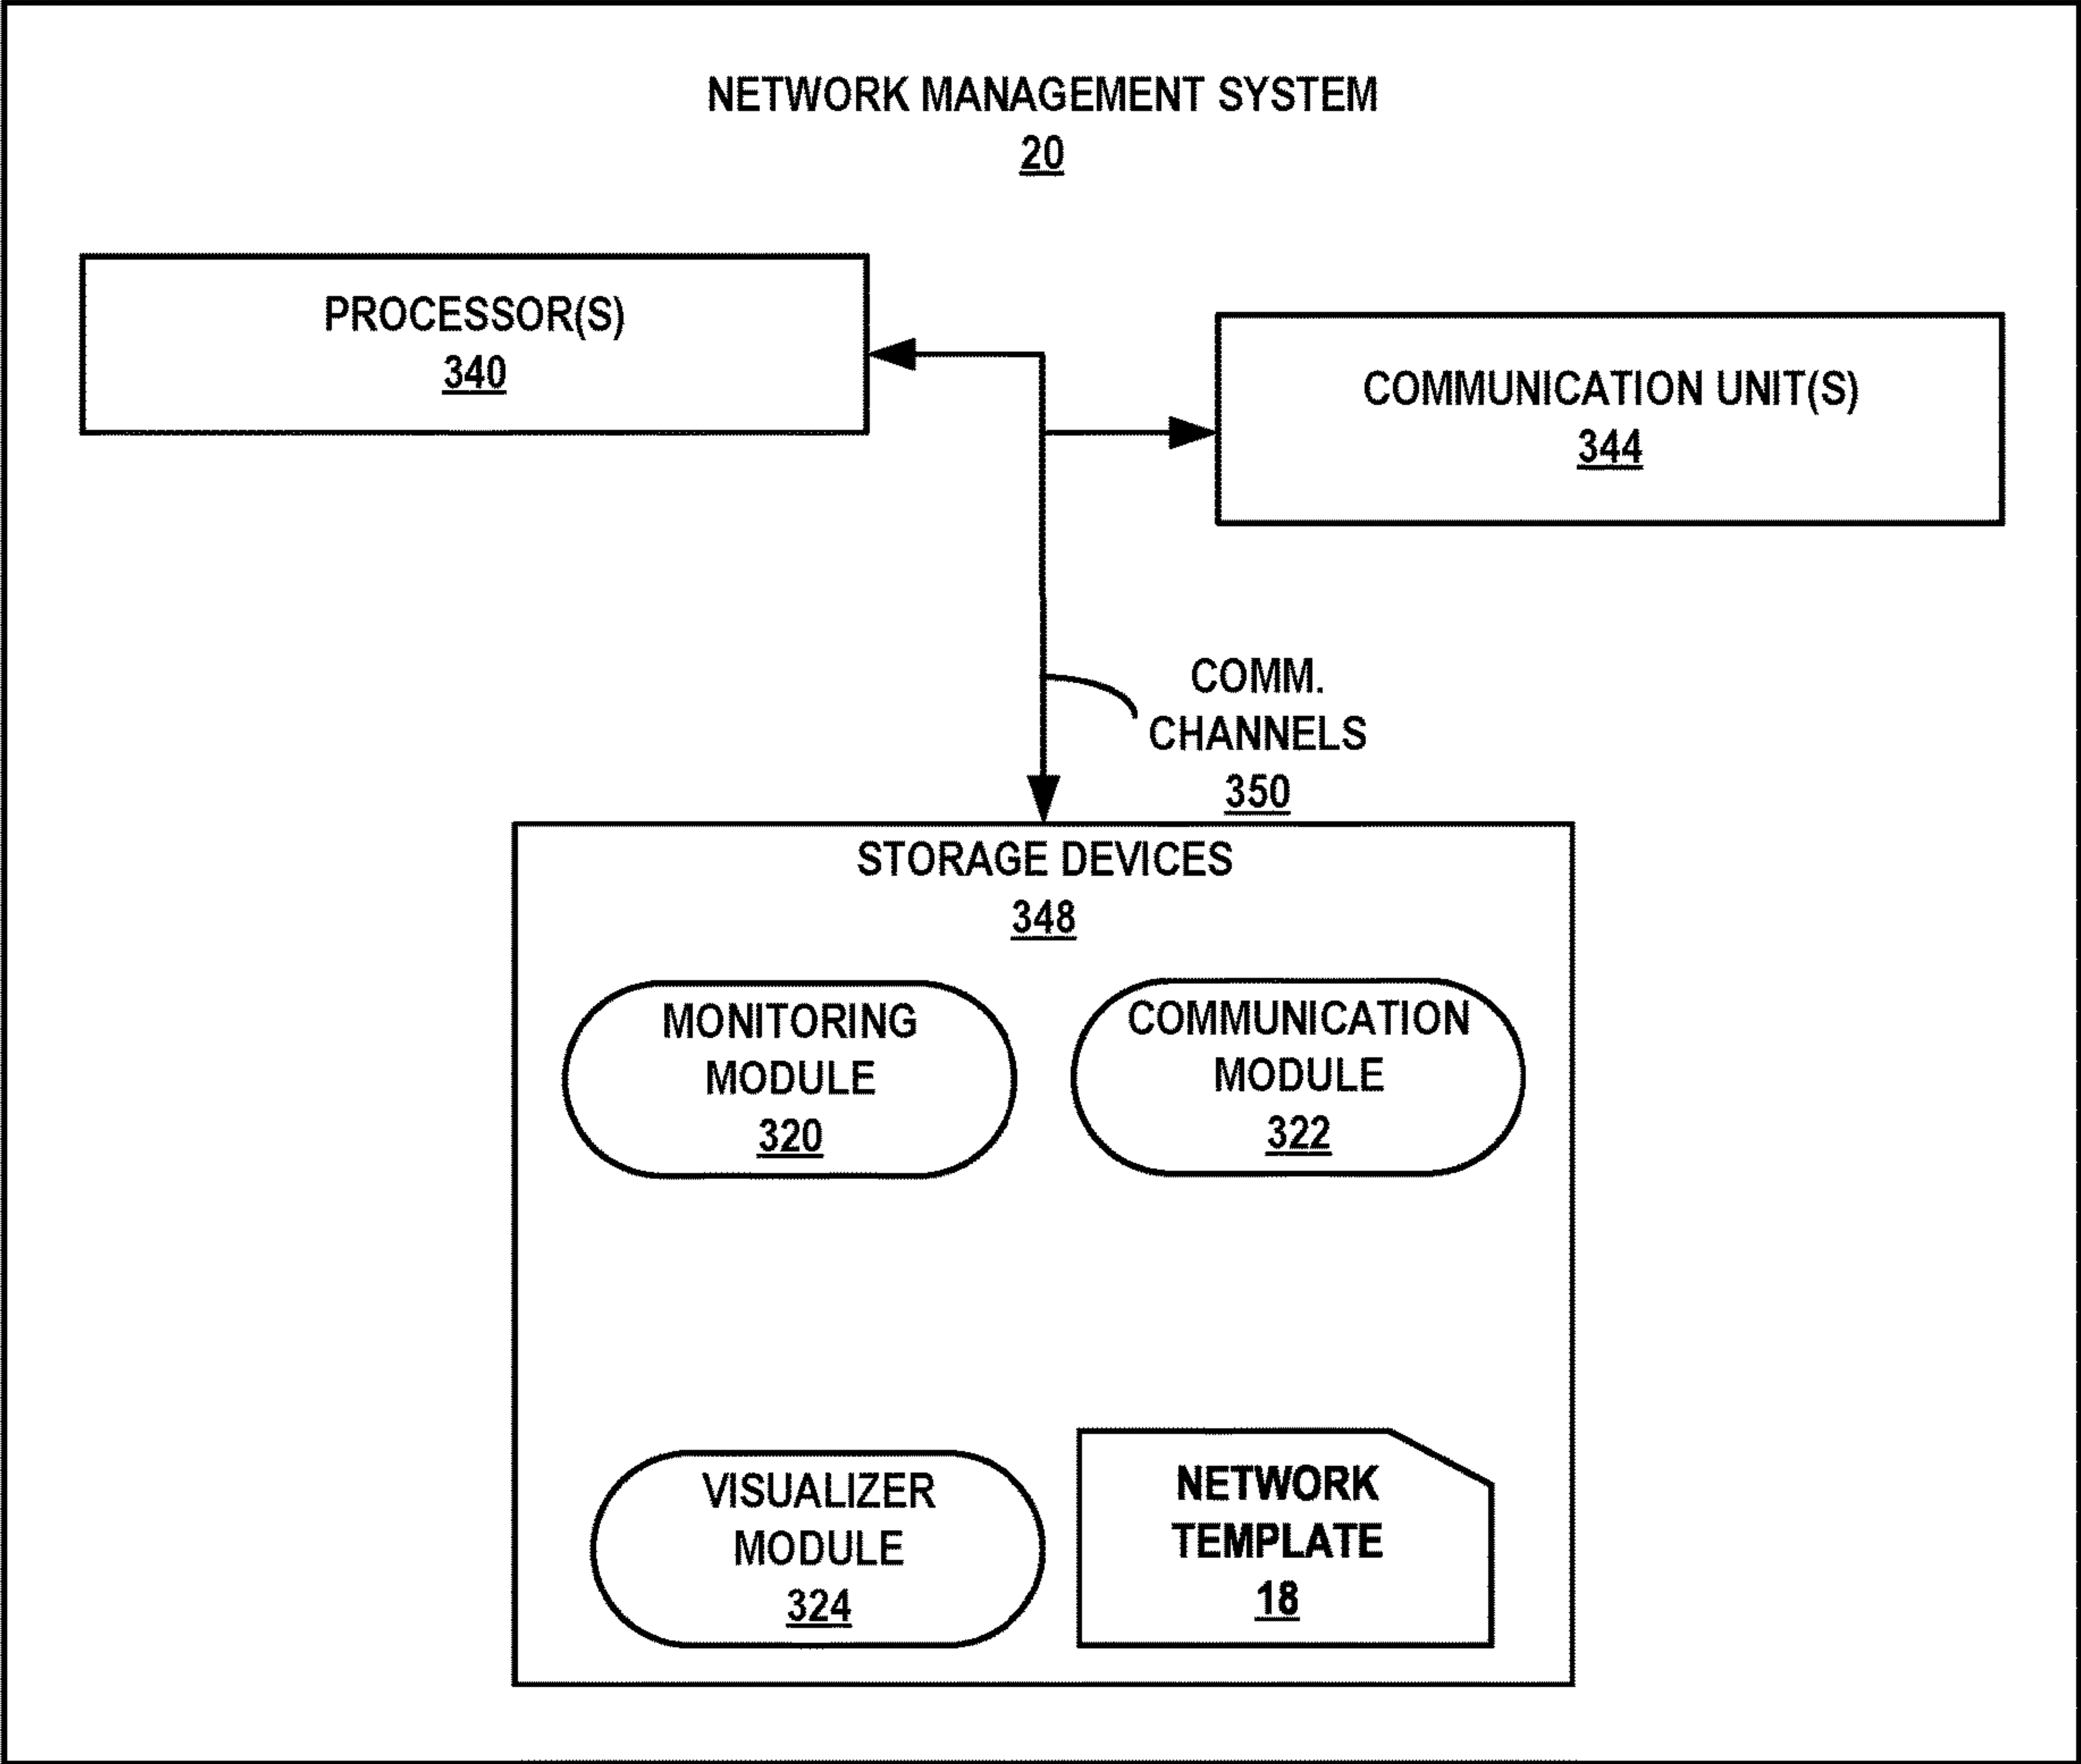 NETWORK MANAGEMENT SYSTEM
20
PROCESSOR(S)
340
COMMUNICATION UNIT(S)
344
COMM.
CHANNELS
350
STORAGE DEVICES
348
MONITORING
MODULE
320
COMMUNICATION
MODULE
322
VISUALIZER
MODULE
324
NETWORK
TEMPLATE
18